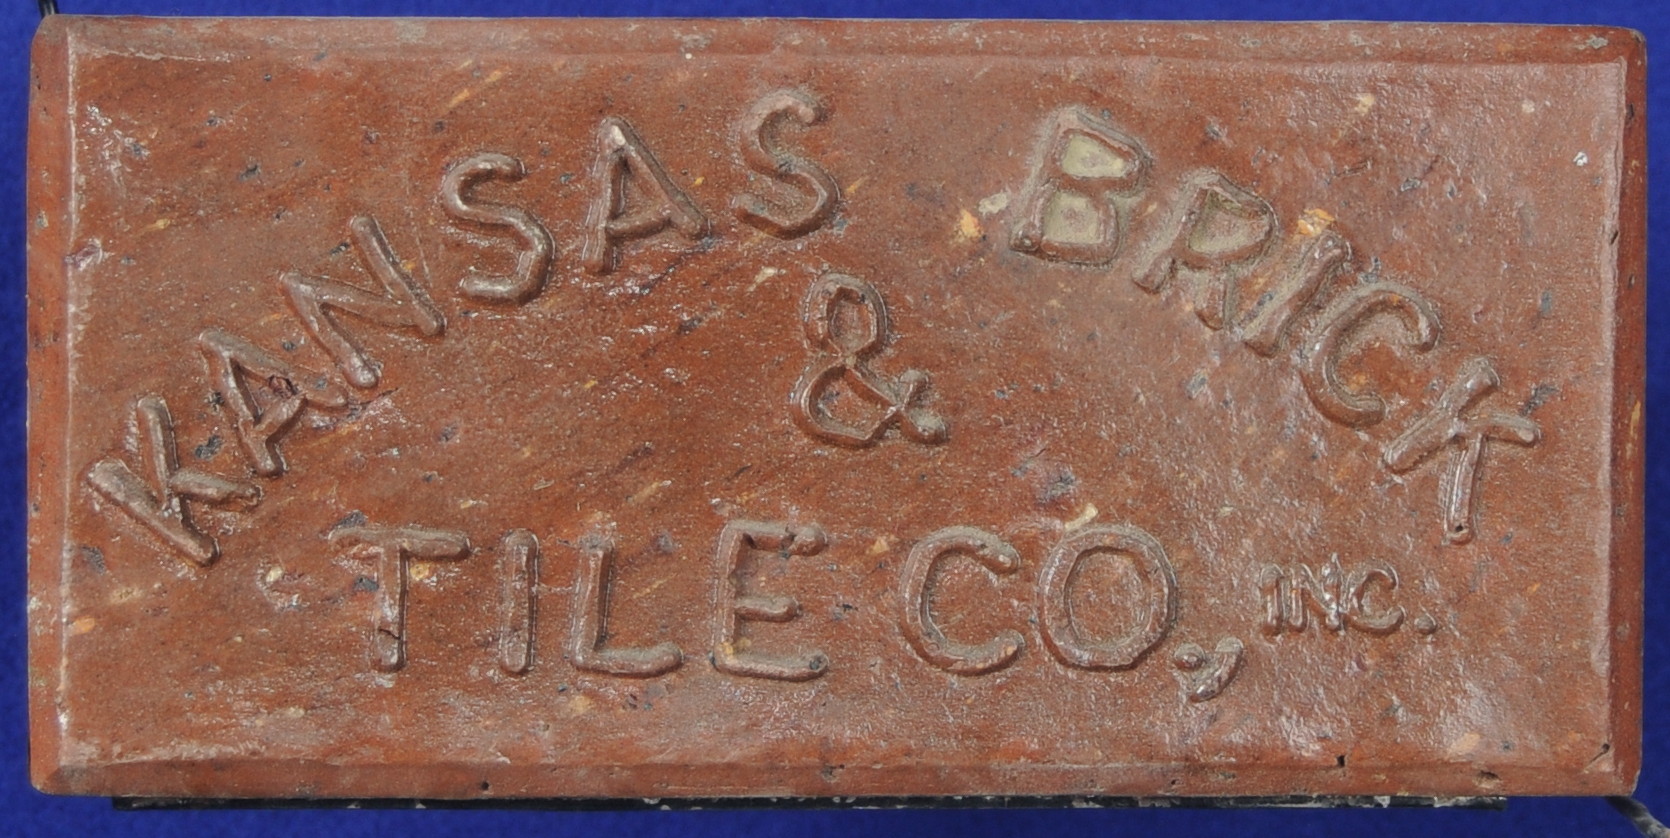 KANSAS BRICK
&
TILE CO., INC.